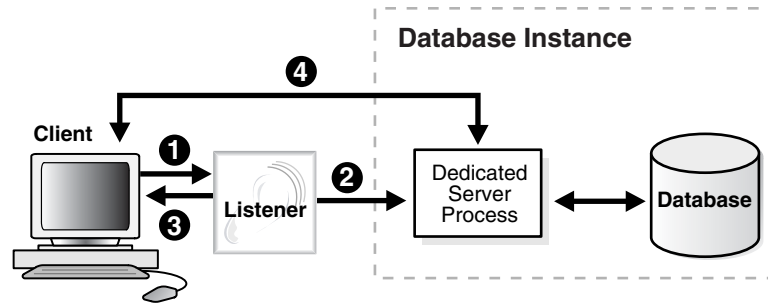 Database Instance
4
Client
1
2
3
Listener
Dedicated
Server
Process
Database